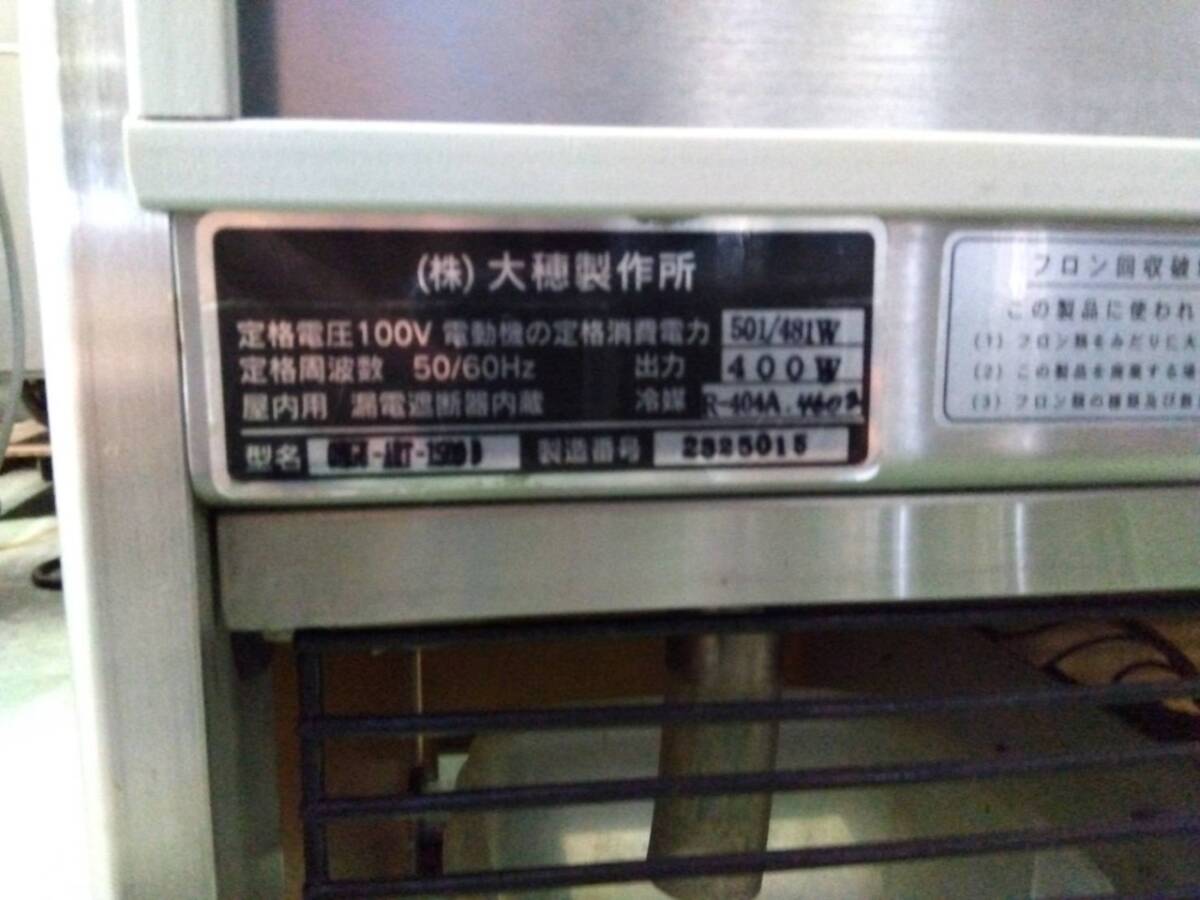 (株) 大穂製作所
定格電圧100V 電動機の定格消費電力 501/481W
定格周波数 50/60Hz 出力 400W
屋内用 漏電遮断器内蔵 冷媒 R-404A.
型名 製造番号 2325015
フロン回収破
この製品に使われ
(1) フロン類をみだりに大
(2) この製品を廃棄する場
(3) フロン類の種類及び数